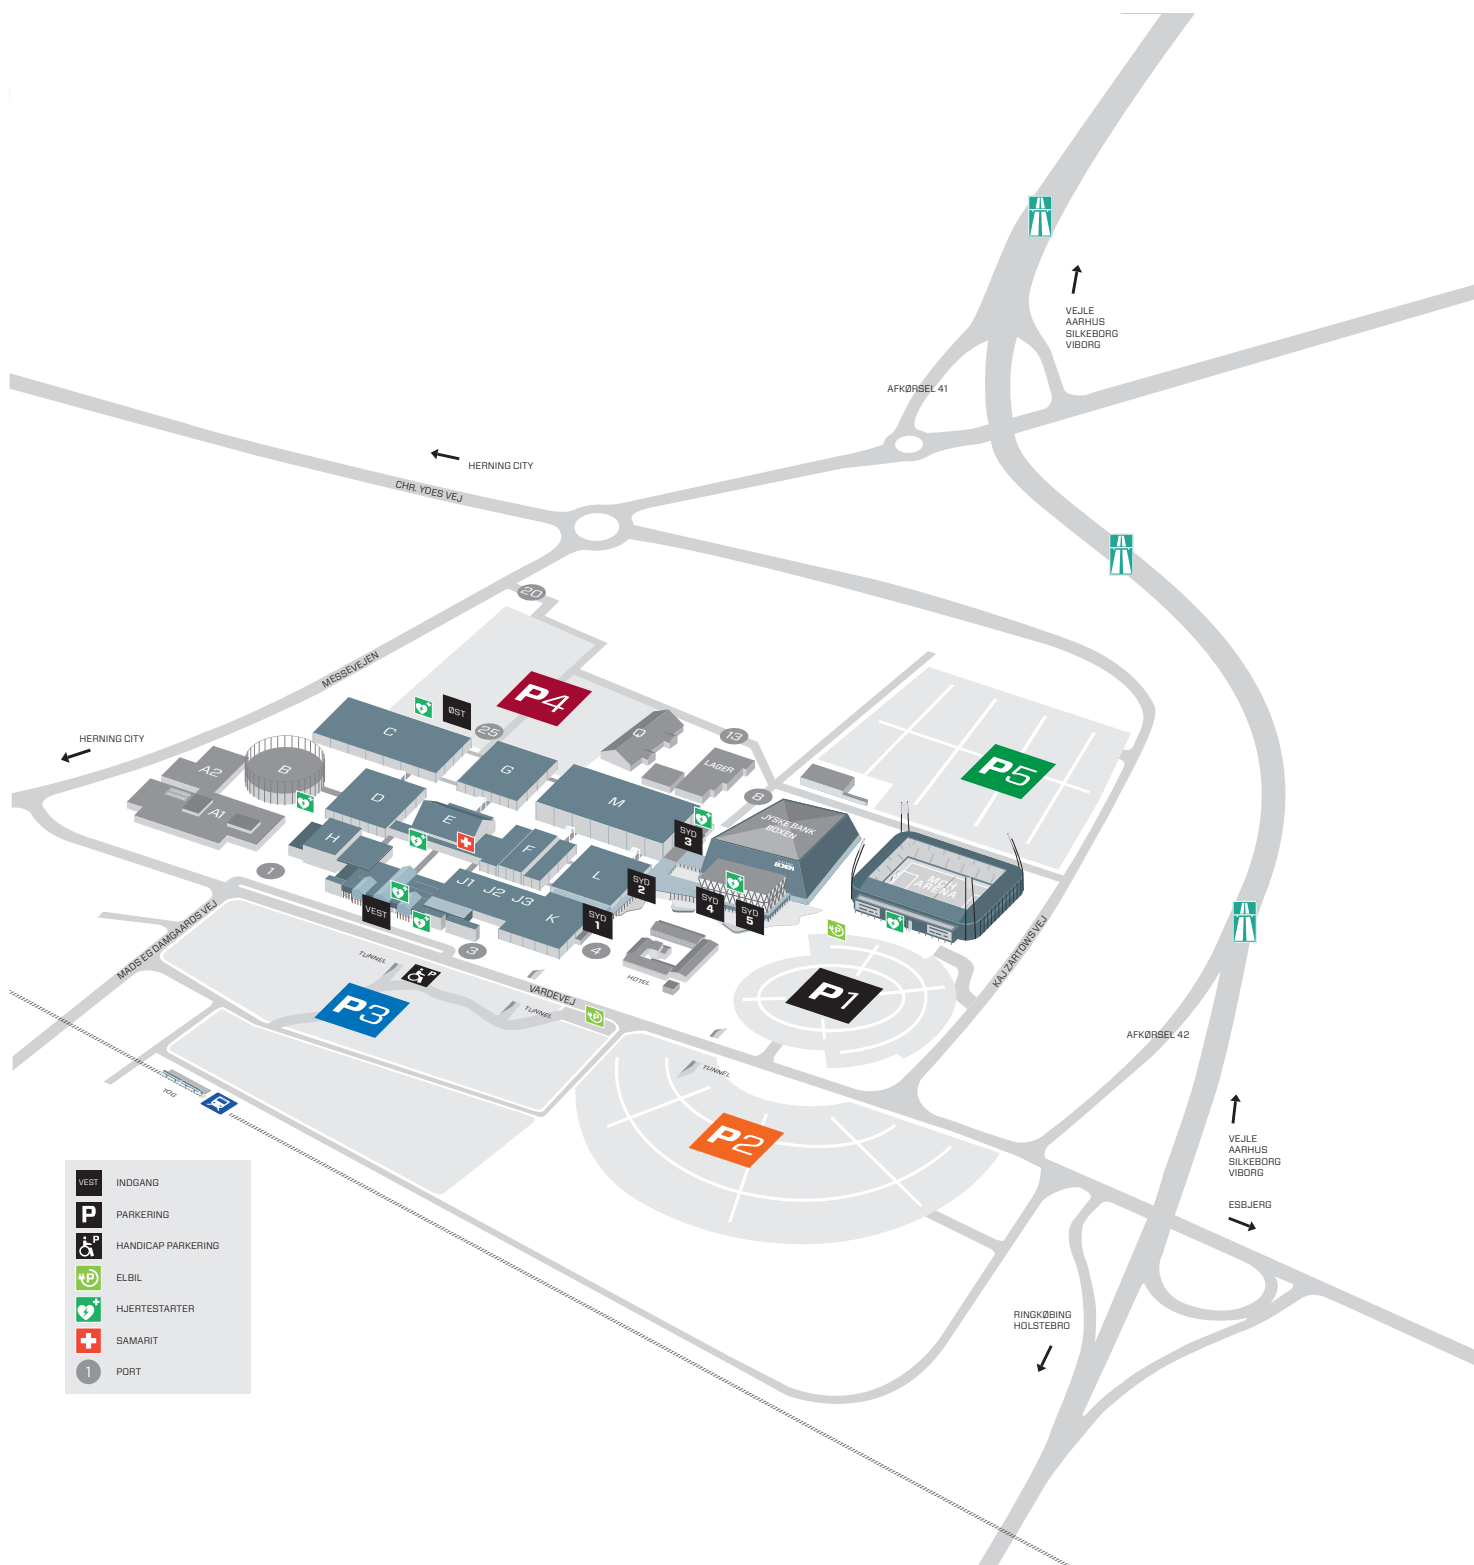 VEJLE
AARHUS
SILKEBORG
VIBORG
AFKØRSEL 41
HERNING CITY
CHR. YDES VEJ
20
MESSEVEJEN
P4
ØST
25
C
Q
13
HERNING CITY
LAGER
A2
B
G
P5
D
M
8
A1
E
JYSKE BANK
BOXEN
SYD
3
BOXEN
H
F
L
MCH
ARENA
1
J1
J2
J3
SYD
2
SYD
4
SYD
5
VEST
K
SYD
1
3
4
MADS EG DAMGAARDS VEJ
KAJ ZARTOWS VEJ
TUNNEL
P
HOTEL
VARDEVEJ
P1
P3
TUNNEL
P
AFKØRSEL 42
TUNNEL
TOG
P2
VEJLE
AARHUS
SILKEBORG
VIBORG
ESBJERG
VEST INDGANG
P PARKERING
P HANDICAP PARKERING
P ELBIL
HJERTESTARTER
SAMARIT
1 PORT
RINGKØBING
HOLSTEBRO